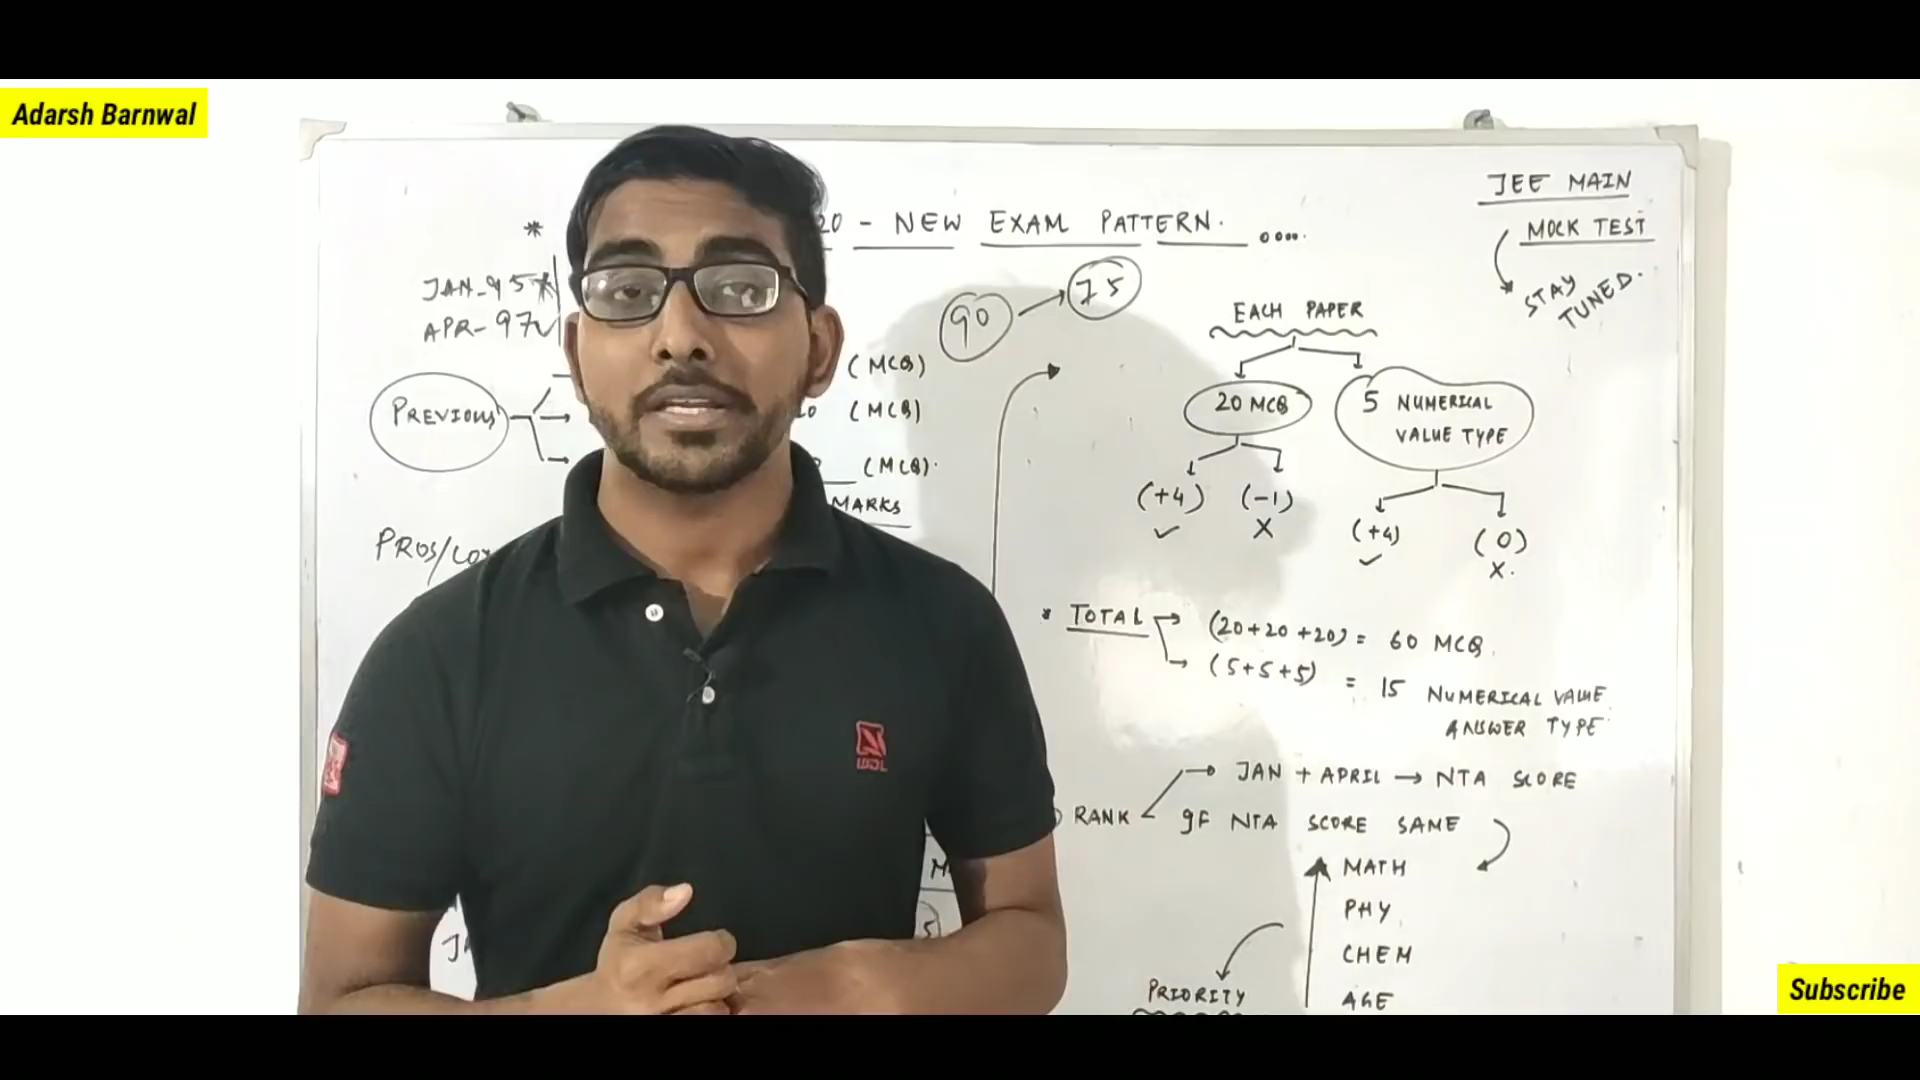 Adarsh Barnwal
JEE MAIN
MOCK TEST
STAY
TUNED.
* 20 - NEW EXAM PATTERN.
JAN-95
APR-97
90 → 75
PREVIOUS
(MCQ)
(MCQ)
(MCQ).
MARKS
PROS/CO
EACH PAPER
20 MCQ
5 NUMERICAL
VALUE TYPE
(+4) (-1)
(+4) (0)
* TOTAL → (20+20+20) = 60 MCQ
→ (5+5+5) = 15 NUMERICAL VALUE
ANSWER TYPE
RANK → JAN + APRIL → NTA SCORE
IF NTA SCORE SAME
MATH
PHY
CHEM
AGE
PRIORITY
Subscribe